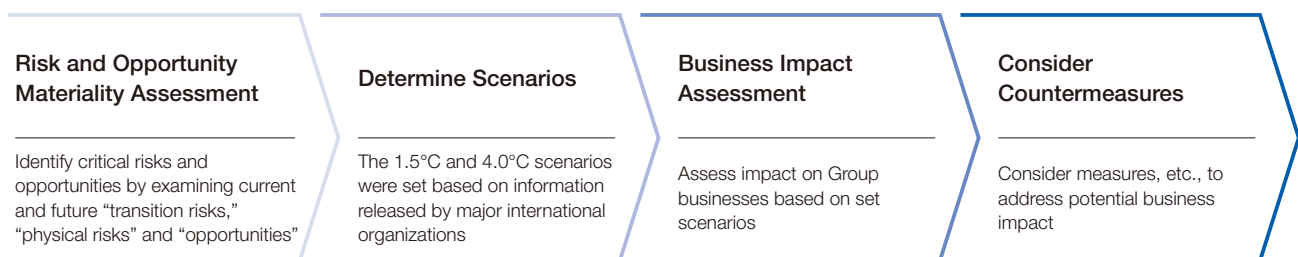 Risk and Opportunity
Materiality Assessment
Identify critical risks and
opportunities by examining current
and future “transition risks,”
“physical risks” and “opportunities”
Determine Scenarios
The 1.5°C and 4.0°C scenarios
were set based on information
released by major international
organizations
Business Impact
Assessment
Assess impact on Group
businesses based on set
scenarios
Consider
Countermeasures
Consider measures, etc., to
address potential business
impact